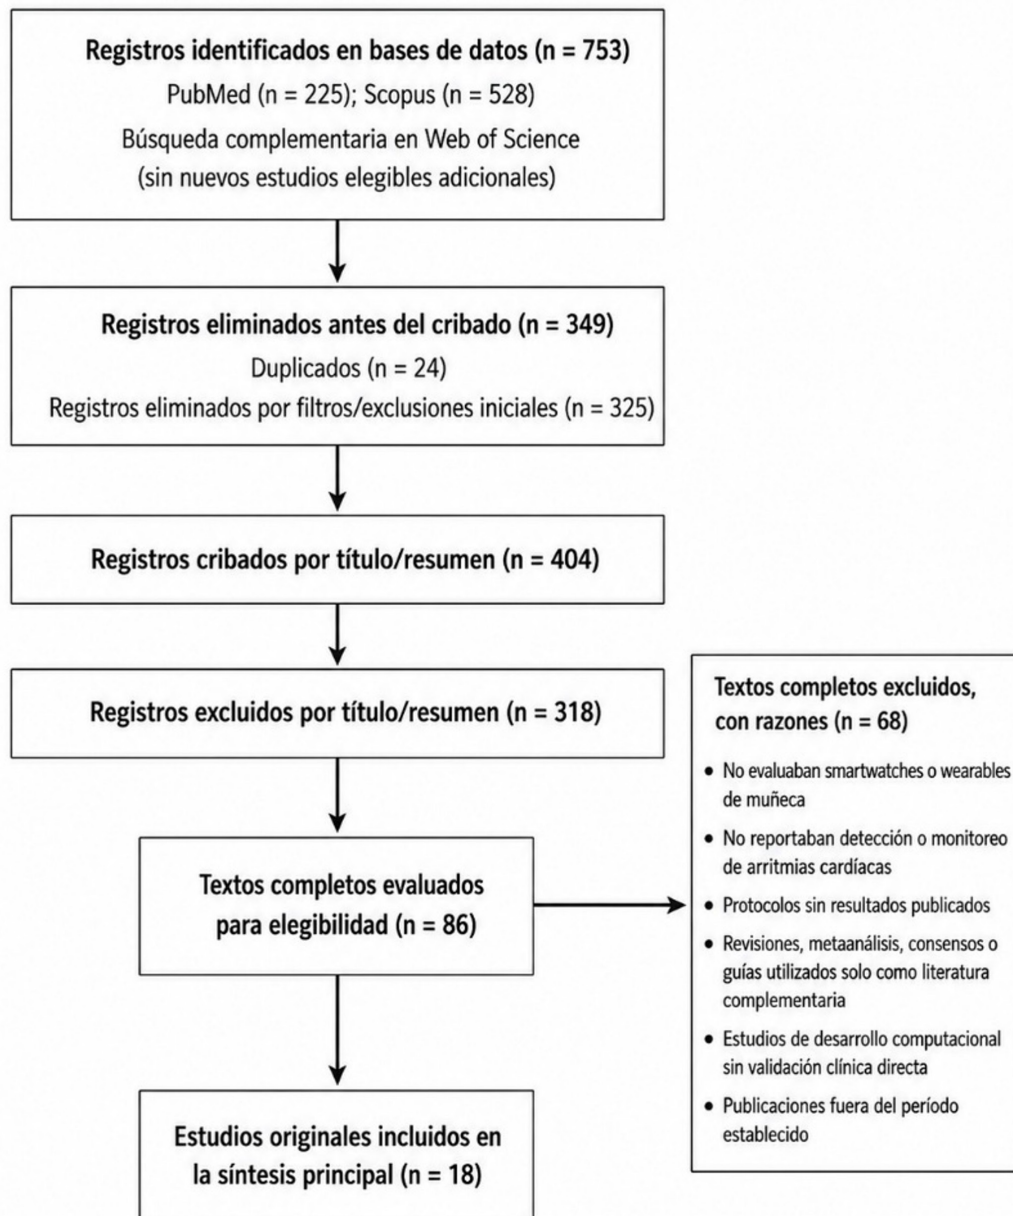 Registros identificados en bases de datos (n = 753)
PubMed (n = 225); Scopus (n = 528)
Búsqueda complementaria en Web of Science
(sin nuevos estudios elegibles adicionales)
Registros eliminados antes del cribado (n = 349)
Duplicados (n = 24)
Registros eliminados por filtros/exclusiones iniciales (n = 325)
Registros cribados por título/resumen (n = 404)
Registros excluidos por título/resumen (n = 318)
Textos completos evaluados
para elegibilidad (n = 86)
Textos completos excluidos,
con razones (n = 68)
• No evaluaban smartwatches o wearables
de muñeca
• No reportaban detección o monitoreo
de arritmias cardíacas
• Protocolos sin resultados publicados
• Revisiones, metaanálisis, consensos o
guías utilizados solo como literatura
complementaria
• Estudios de desarrollo computacional
sin validación clínica directa
• Publicaciones fuera del período
establecido
Estudios originales incluidos en
la síntesis principal (n = 18)